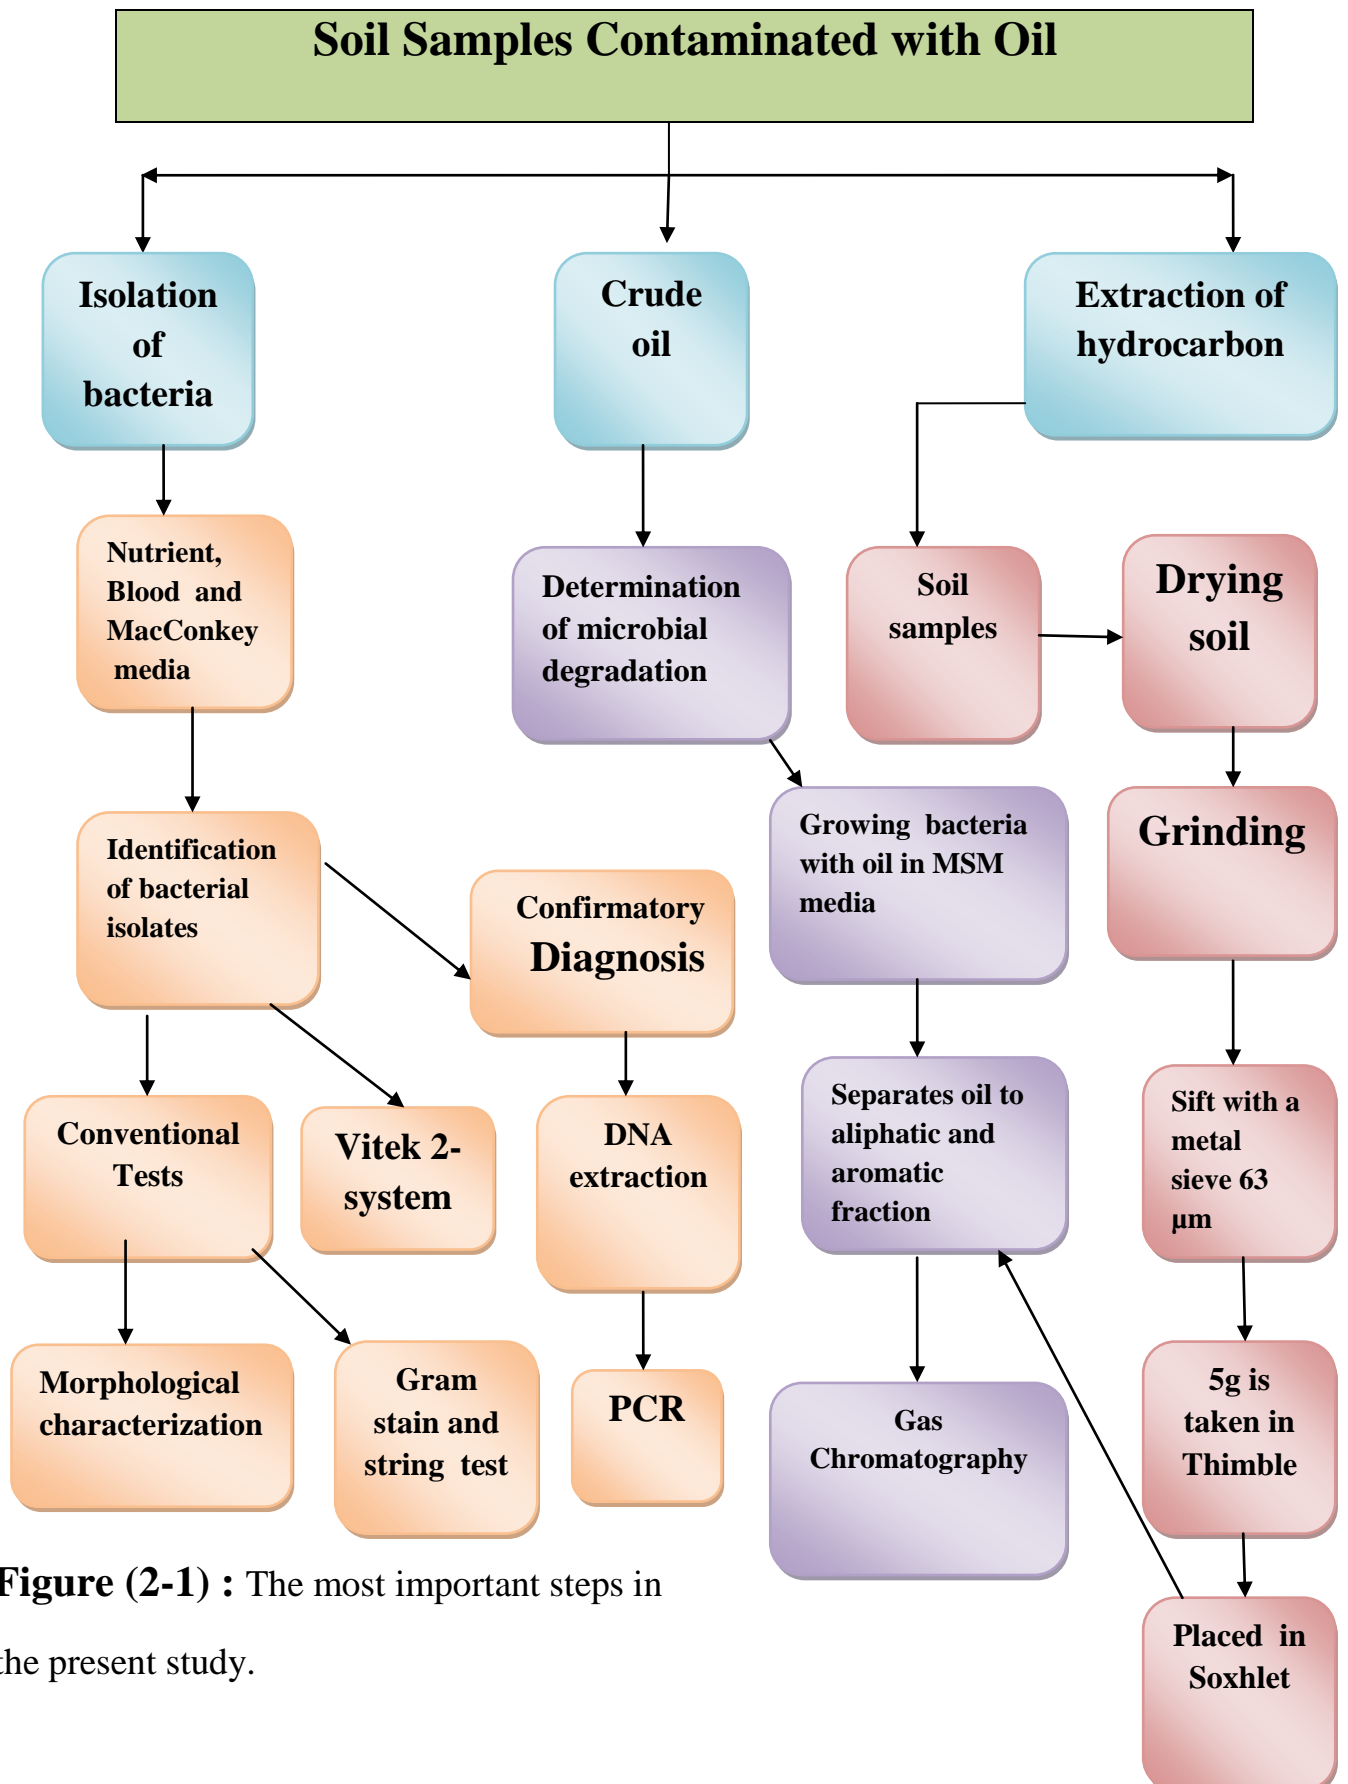 Soil Samples Contaminated with Oil
Isolation
of
bacteria
Crude
oil
Extraction of
hydrocarbon
Nutrient,
Blood and
MacConkey
media
Determination
of microbial
degradation
Soil
samples
Drying
soil
Identification
of bacterial
isolates
Confirmatory
Diagnosis
Growing bacteria
with oil in MSM
media
Grinding
Conventional
Tests
Vitek 2-
system
DNA
extraction
Separates oil to
aliphatic and
aromatic
fraction
Sift with a
metal
sieve 63
µm
Morphological
characterization
Gram
stain and
string test
PCR
Gas
Chromatography
5g is
taken in
Thimble
Placed in
Soxhlet
Figure (2-1) : The most important steps in
the present study.